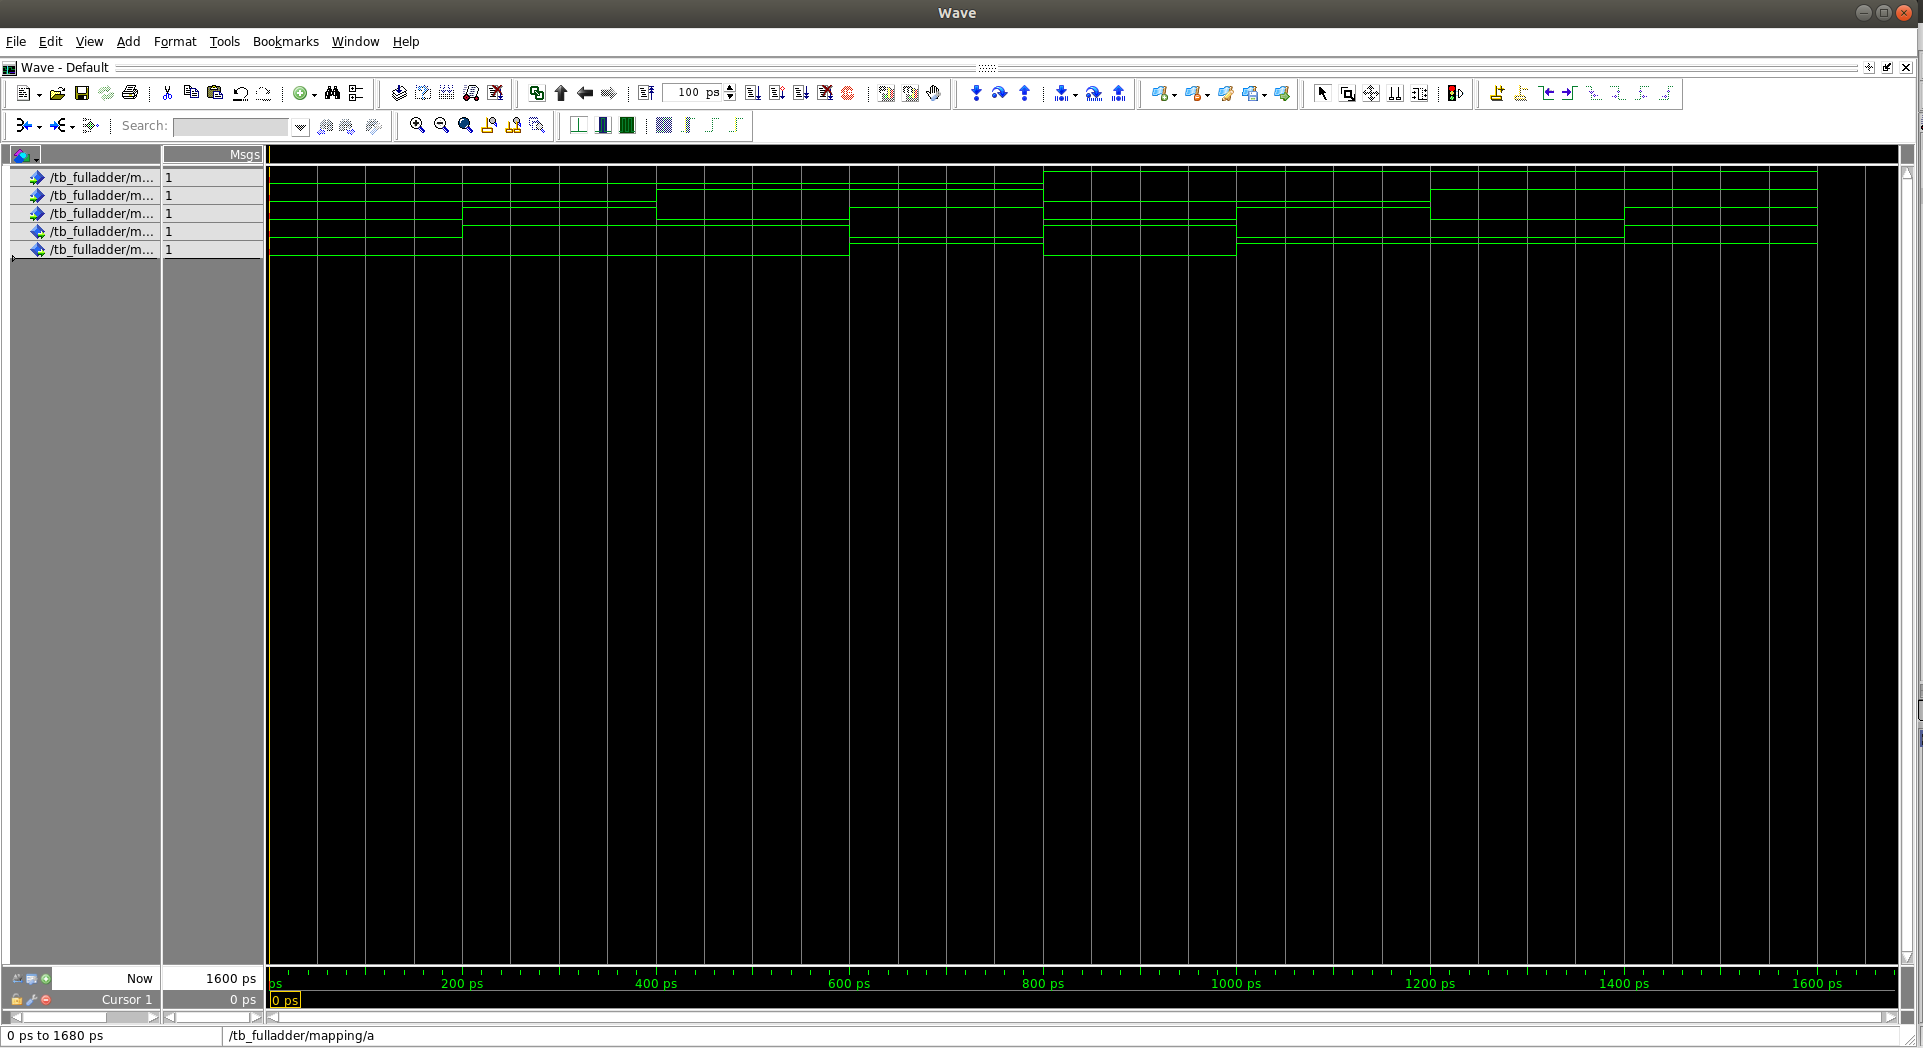 Wave
File Edit View Add Format Tools Bookmarks Window Help
Wave - Default
100 ps
Search:
Msgs
/tb_fulladder/m... 1
/tb_fulladder/m... 1
/tb_fulladder/m... 1
/tb_fulladder/m... 1
/tb_fulladder/m... 1
Now 1600 ps
ps 200 ps 400 ps 600 ps 800 ps 1000 ps 1200 ps 1400 ps 1600 ps
Cursor 1 0 ps 0 ps
0 ps to 1680 ps /tb_fulladder/mapping/a